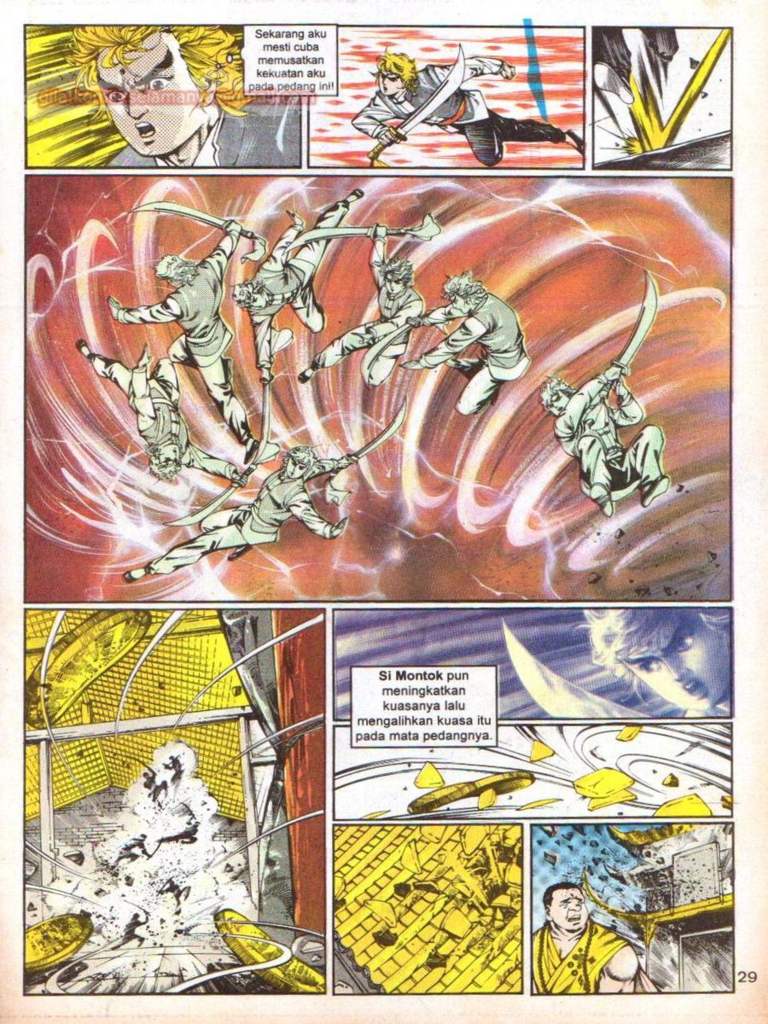 Sekarang aku
mesti cuba
memusatkan
kekuatan aku
pada pedang ini!
Si Montok pun
meningkatkan
kuasanya lalu
mengalihkan kuasa itu
pada mata pedangnya.
29